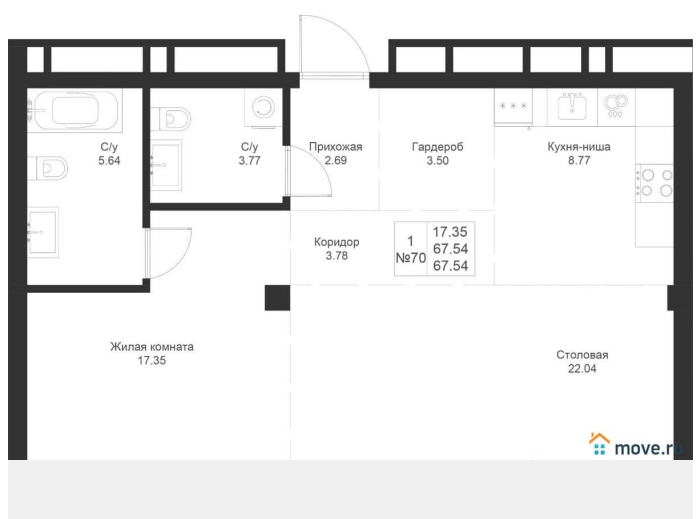 С/у
5.64
С/у
3.77
Прихожая
2.69
Гардероб
3.50
Кухня-ниша
8.77
Коридор
3.78
1
№70
17.35
67.54
67.54
Жилая комната
17.35
Столовая
22.04
move.ru